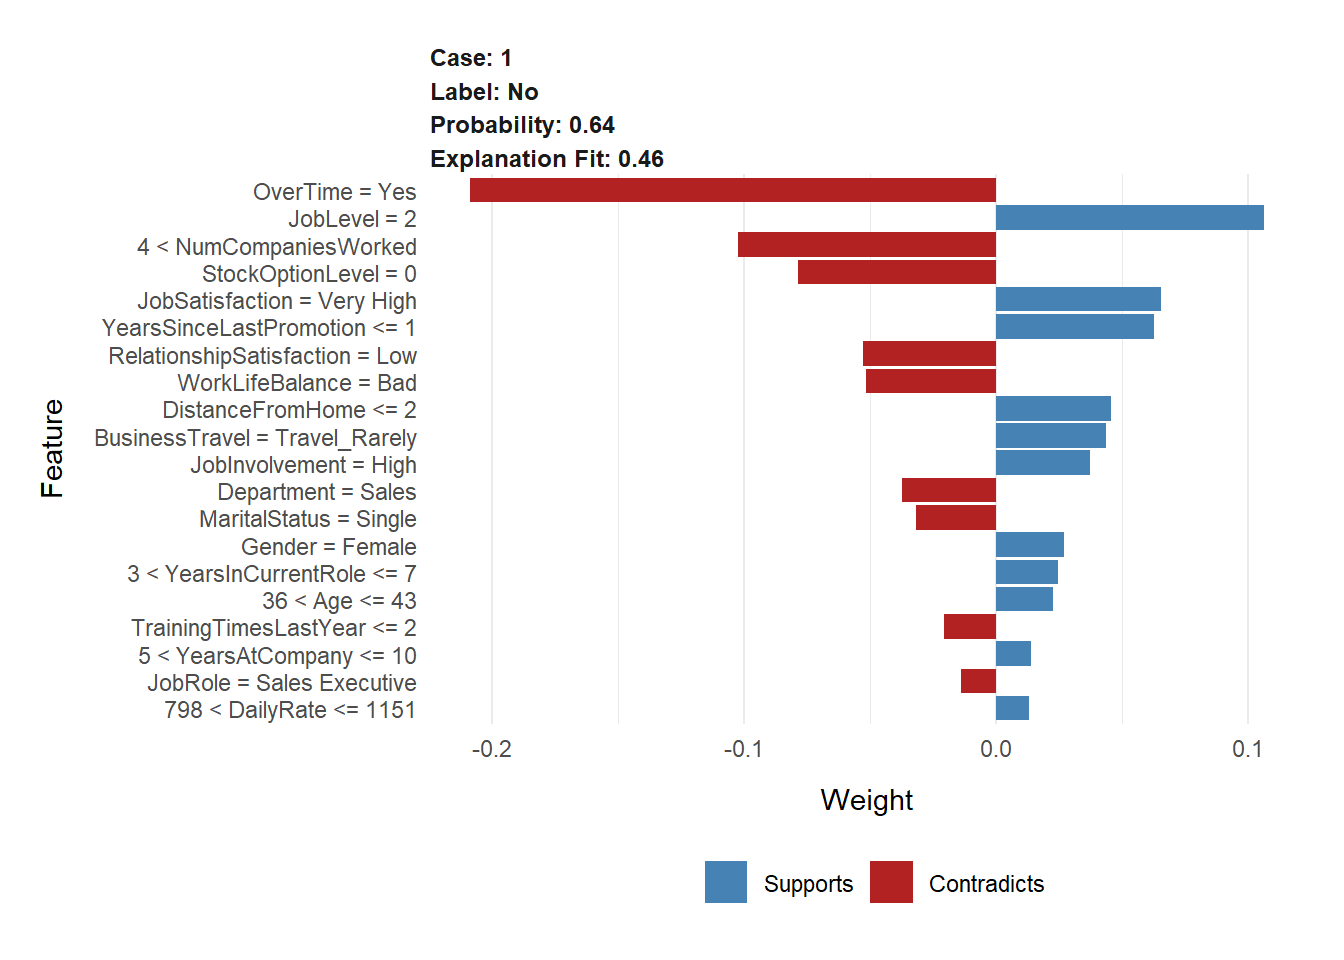 Case: 1
Label: No
Probability: 0.64
Explanation Fit: 0.46
OverTime = Yes
JobLevel = 2
4 < NumCompaniesWorked
StockOptionLevel = 0
JobSatisfaction = Very High
YearsSinceLastPromotion <= 1
RelationshipSatisfaction = Low
WorkLifeBalance = Bad
DistanceFromHome <= 2
BusinessTravel = Travel_Rarely
JobInvolvement = High
Department = Sales
MaritalStatus = Single
Gender = Female
3 < YearsInCurrentRole <= 7
36 < Age <= 43
TrainingTimesLastYear <= 2
5 < YearsAtCompany <= 10
JobRole = Sales Executive
798 < DailyRate <= 1151
Feature
-0.2 -0.1 0.0 0.1
Weight
Supports Contradicts